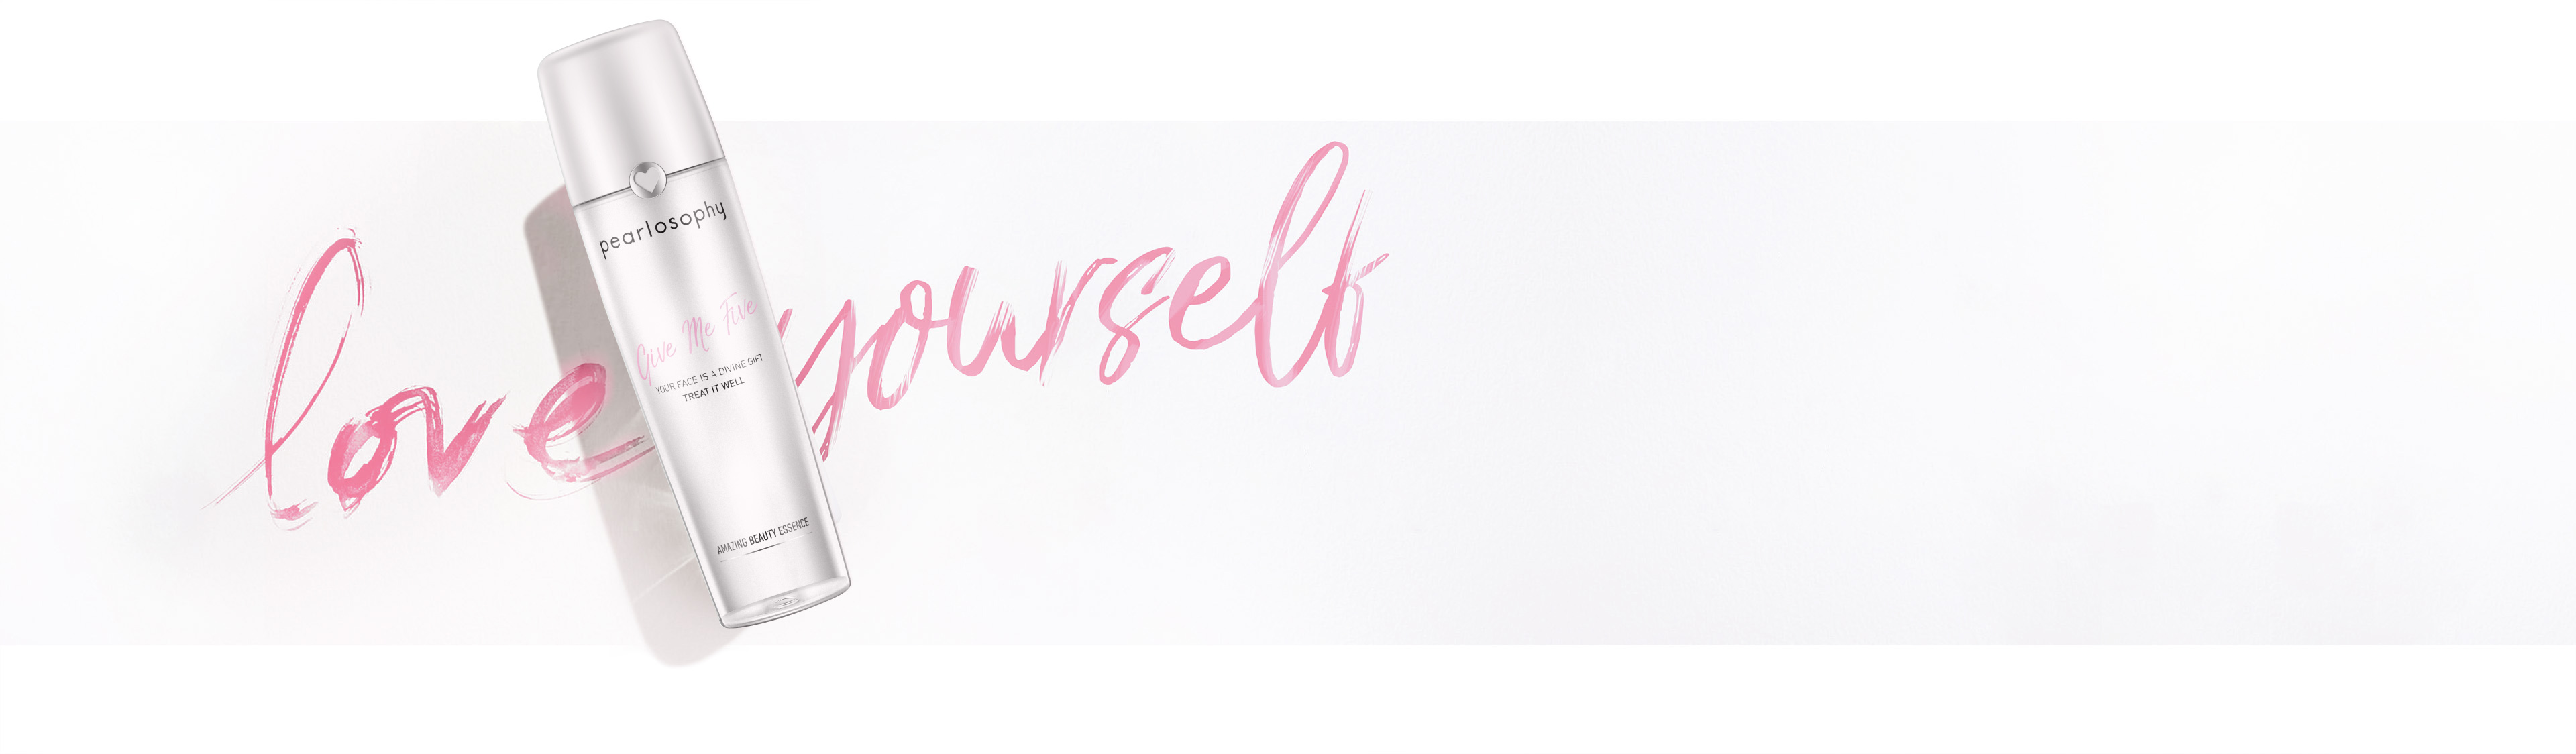 love yourself
pearlosophy
Give Me Five
YOUR FACE IS A DIVINE GIFT
TREAT IT WELL
AMAZING BEAUTY ESSENCE